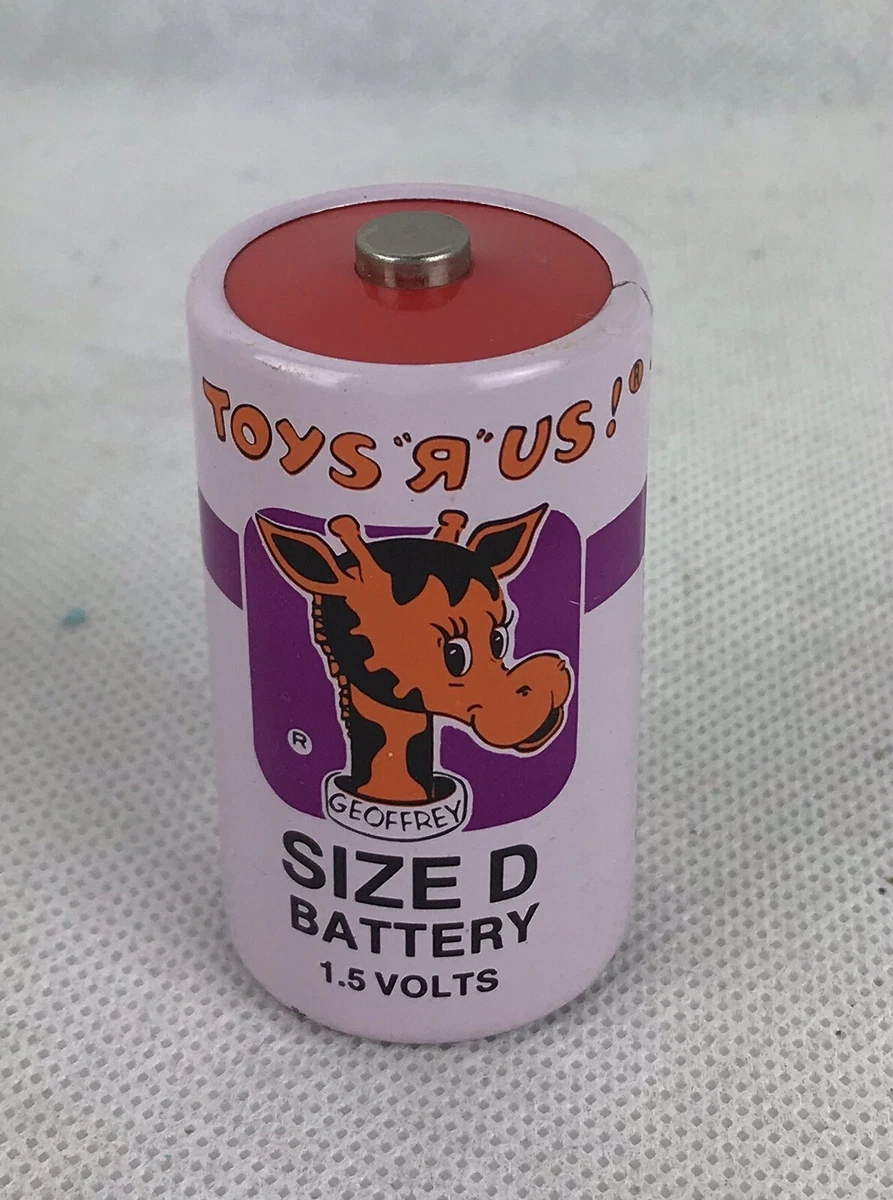 TOYS "Я" US!®
®
GEOFFREY
SIZE D
BATTERY
1.5 VOLTS